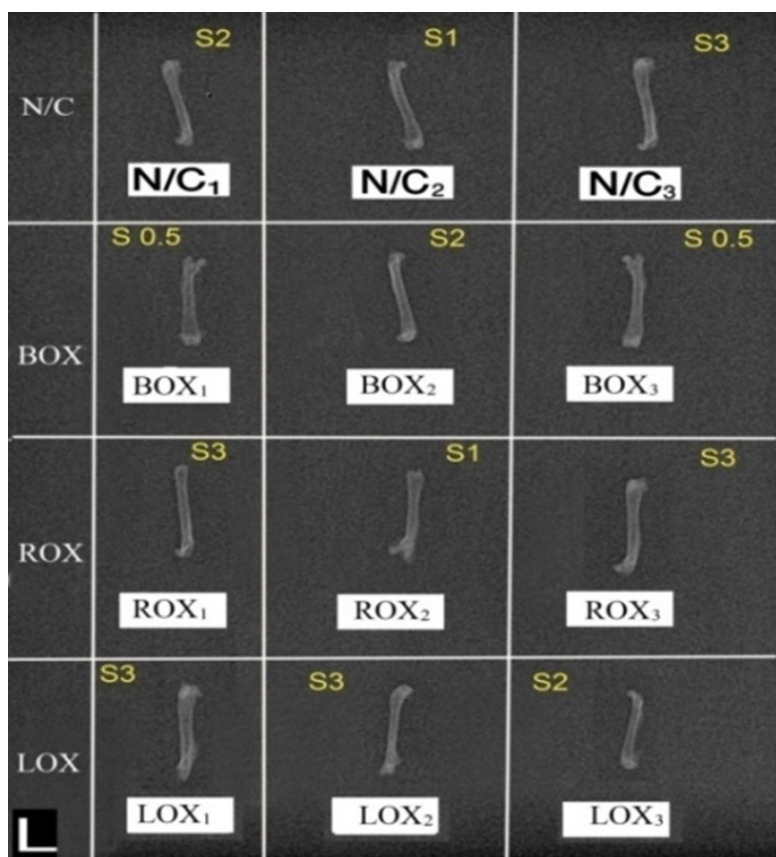 S2 S1 S3
N/C
N/C₁ N/C₂ N/C₃
S 0.5 S2 S 0.5
BOX
BOX₁ BOX₂ BOX₃
S3 S1 S3
ROX
ROX₁ ROX₂ ROX₃
S3 S3 S2
LOX
LOX₁ LOX₂ LOX₃
L